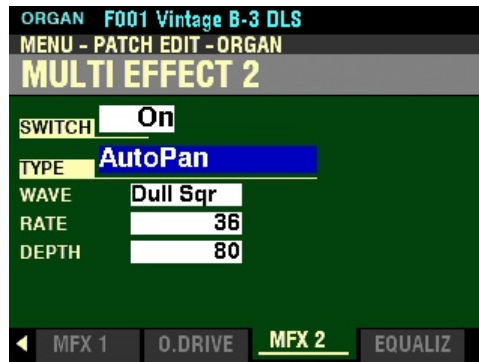 ORGAN F001 Vintage B-3 DLS
MENU - PATCH EDIT - ORGAN
MULTI EFFECT 2
SWITCH On
TYPE AutoPan
WAVE Dull Sqr
RATE 36
DEPTH 80
MFX 1 O.DRIVE MFX 2 EQUALIZ